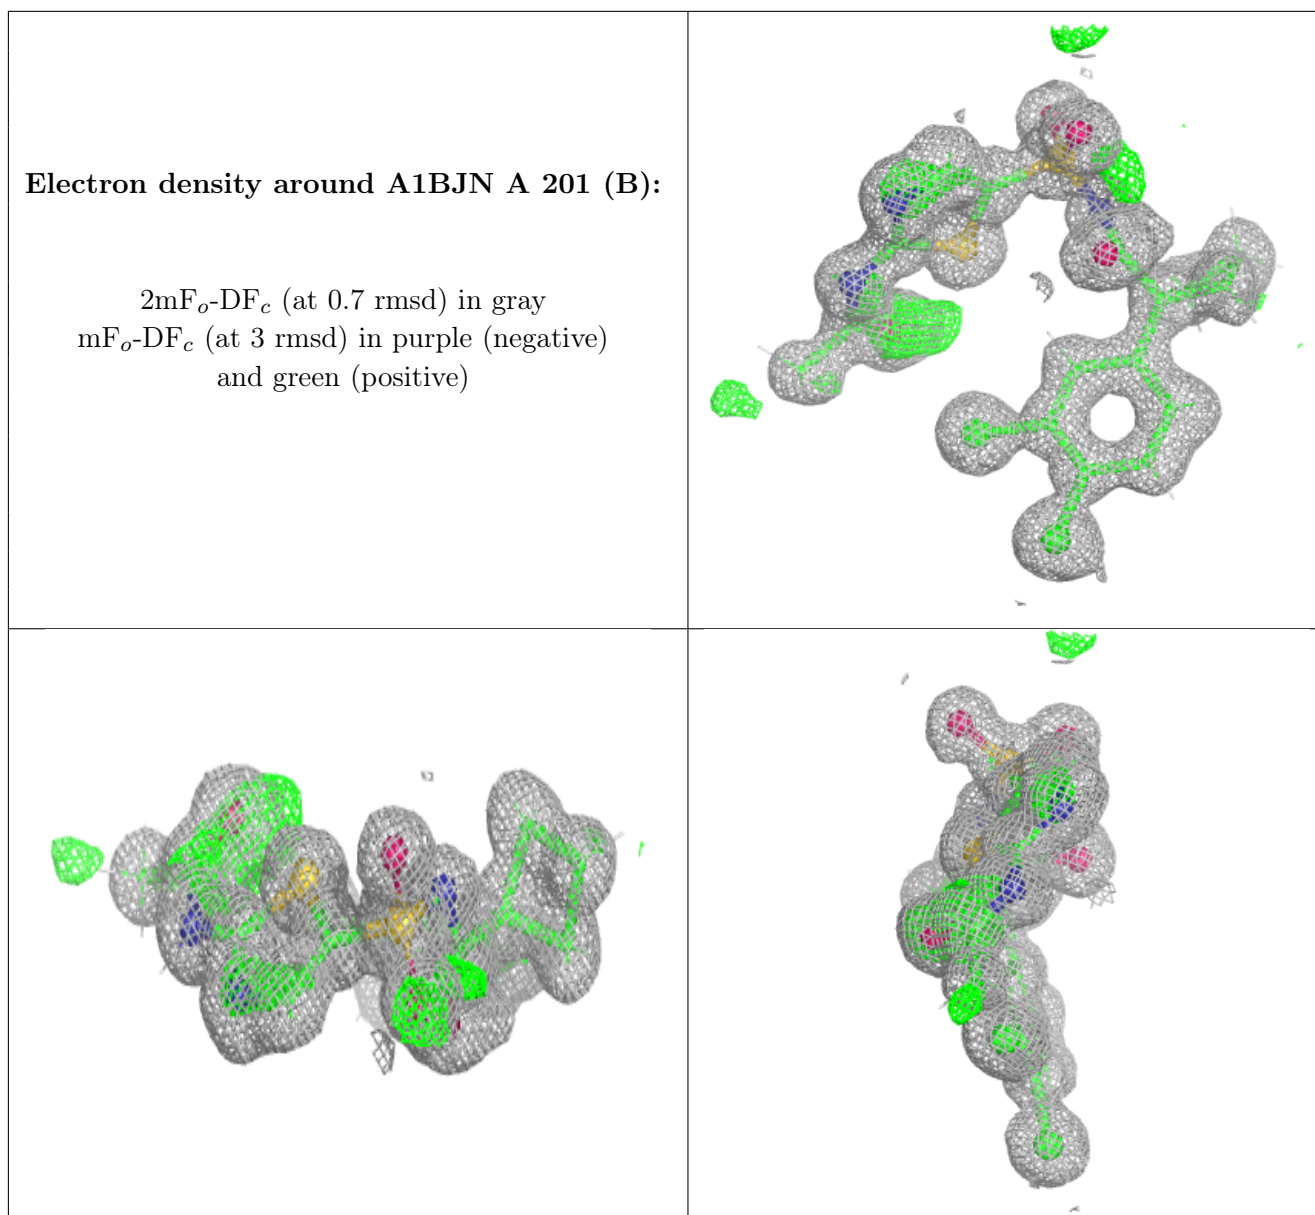 Electron density around A1BJN A 201 (B):
2mFo-DFc (at 0.7 rmsd) in gray
mFo-DFc (at 3 rmsd) in purple (negative)
and green (positive)